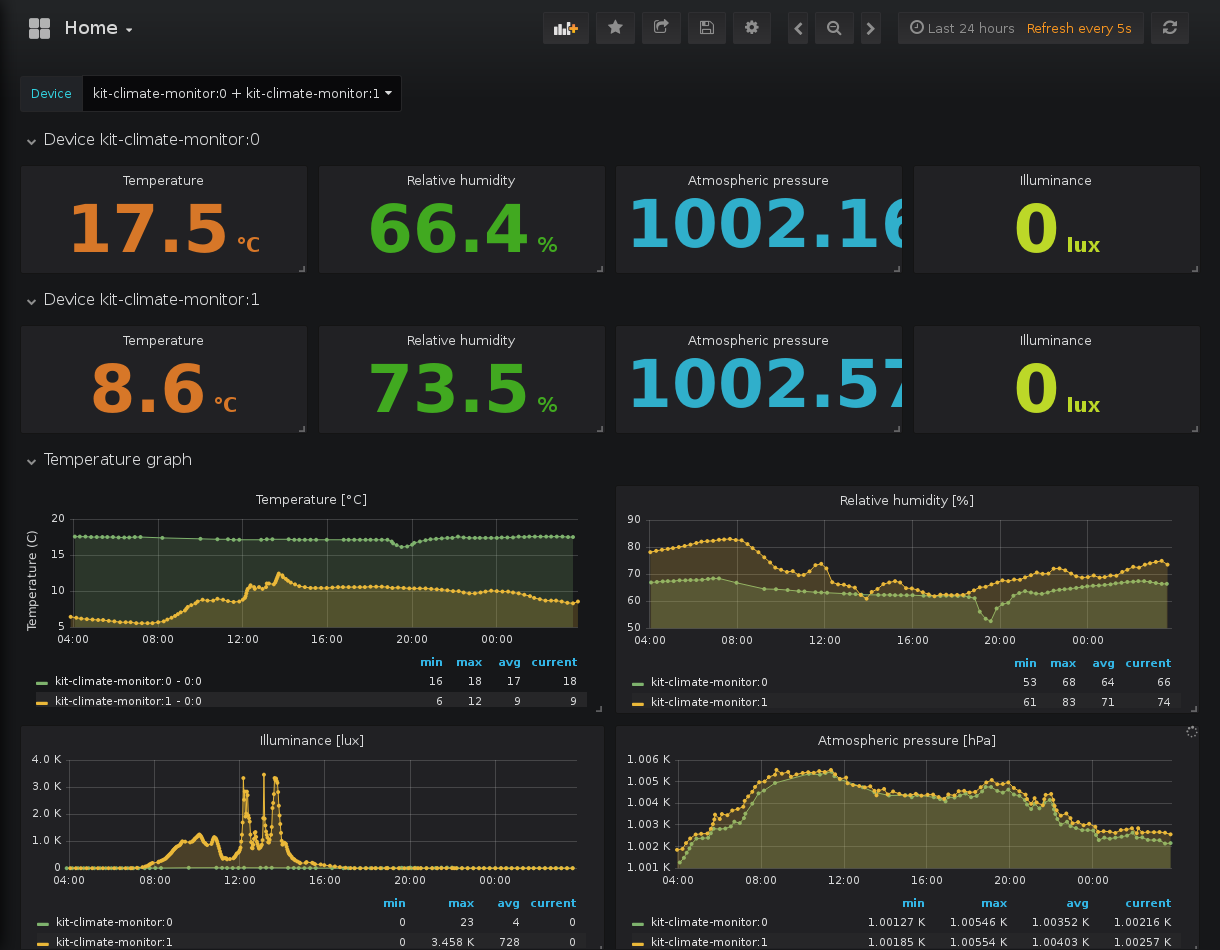 Home
Last 24 hours Refresh every 5s
Device kit-climate-monitor:0 + kit-climate-monitor:1
Device kit-climate-monitor:0
Temperature Relative humidity Atmospheric pressure Illuminance
17.5 °C 66.4 % 1002.16 0 lux
Device kit-climate-monitor:1
Temperature Relative humidity Atmospheric pressure Illuminance
8.6 °C 73.5 % 1002.57 0 lux
Temperature graph
Temperature [°C]
Temperature (C)
20
15
10
5
04:00 08:00 12:00 16:00 20:00 00:00
min max avg current
kit-climate-monitor:0 - 0:0 16 18 17 18
kit-climate-monitor:1 - 0:0 6 12 9 9
Relative humidity [%]
90
80
70
60
50
04:00 08:00 12:00 16:00 20:00 00:00
min max avg current
kit-climate-monitor:0 53 68 64 66
kit-climate-monitor:1 61 83 71 74
Illuminance [lux]
4.0 K
3.0 K
2.0 K
1.0 K
0
04:00 08:00 12:00 16:00 20:00 00:00
min max avg current
kit-climate-monitor:0 0 23 4 0
kit-climate-monitor:1 0 3.458 K 728 0
Atmospheric pressure [hPa]
1.006 K
1.005 K
1.004 K
1.003 K
1.002 K
1.001 K
04:00 08:00 12:00 16:00 20:00 00:00
min max avg current
kit-climate-monitor:0 1.00127 K 1.00546 K 1.00352 K 1.00216 K
kit-climate-monitor:1 1.00185 K 1.00554 K 1.00403 K 1.00257 K